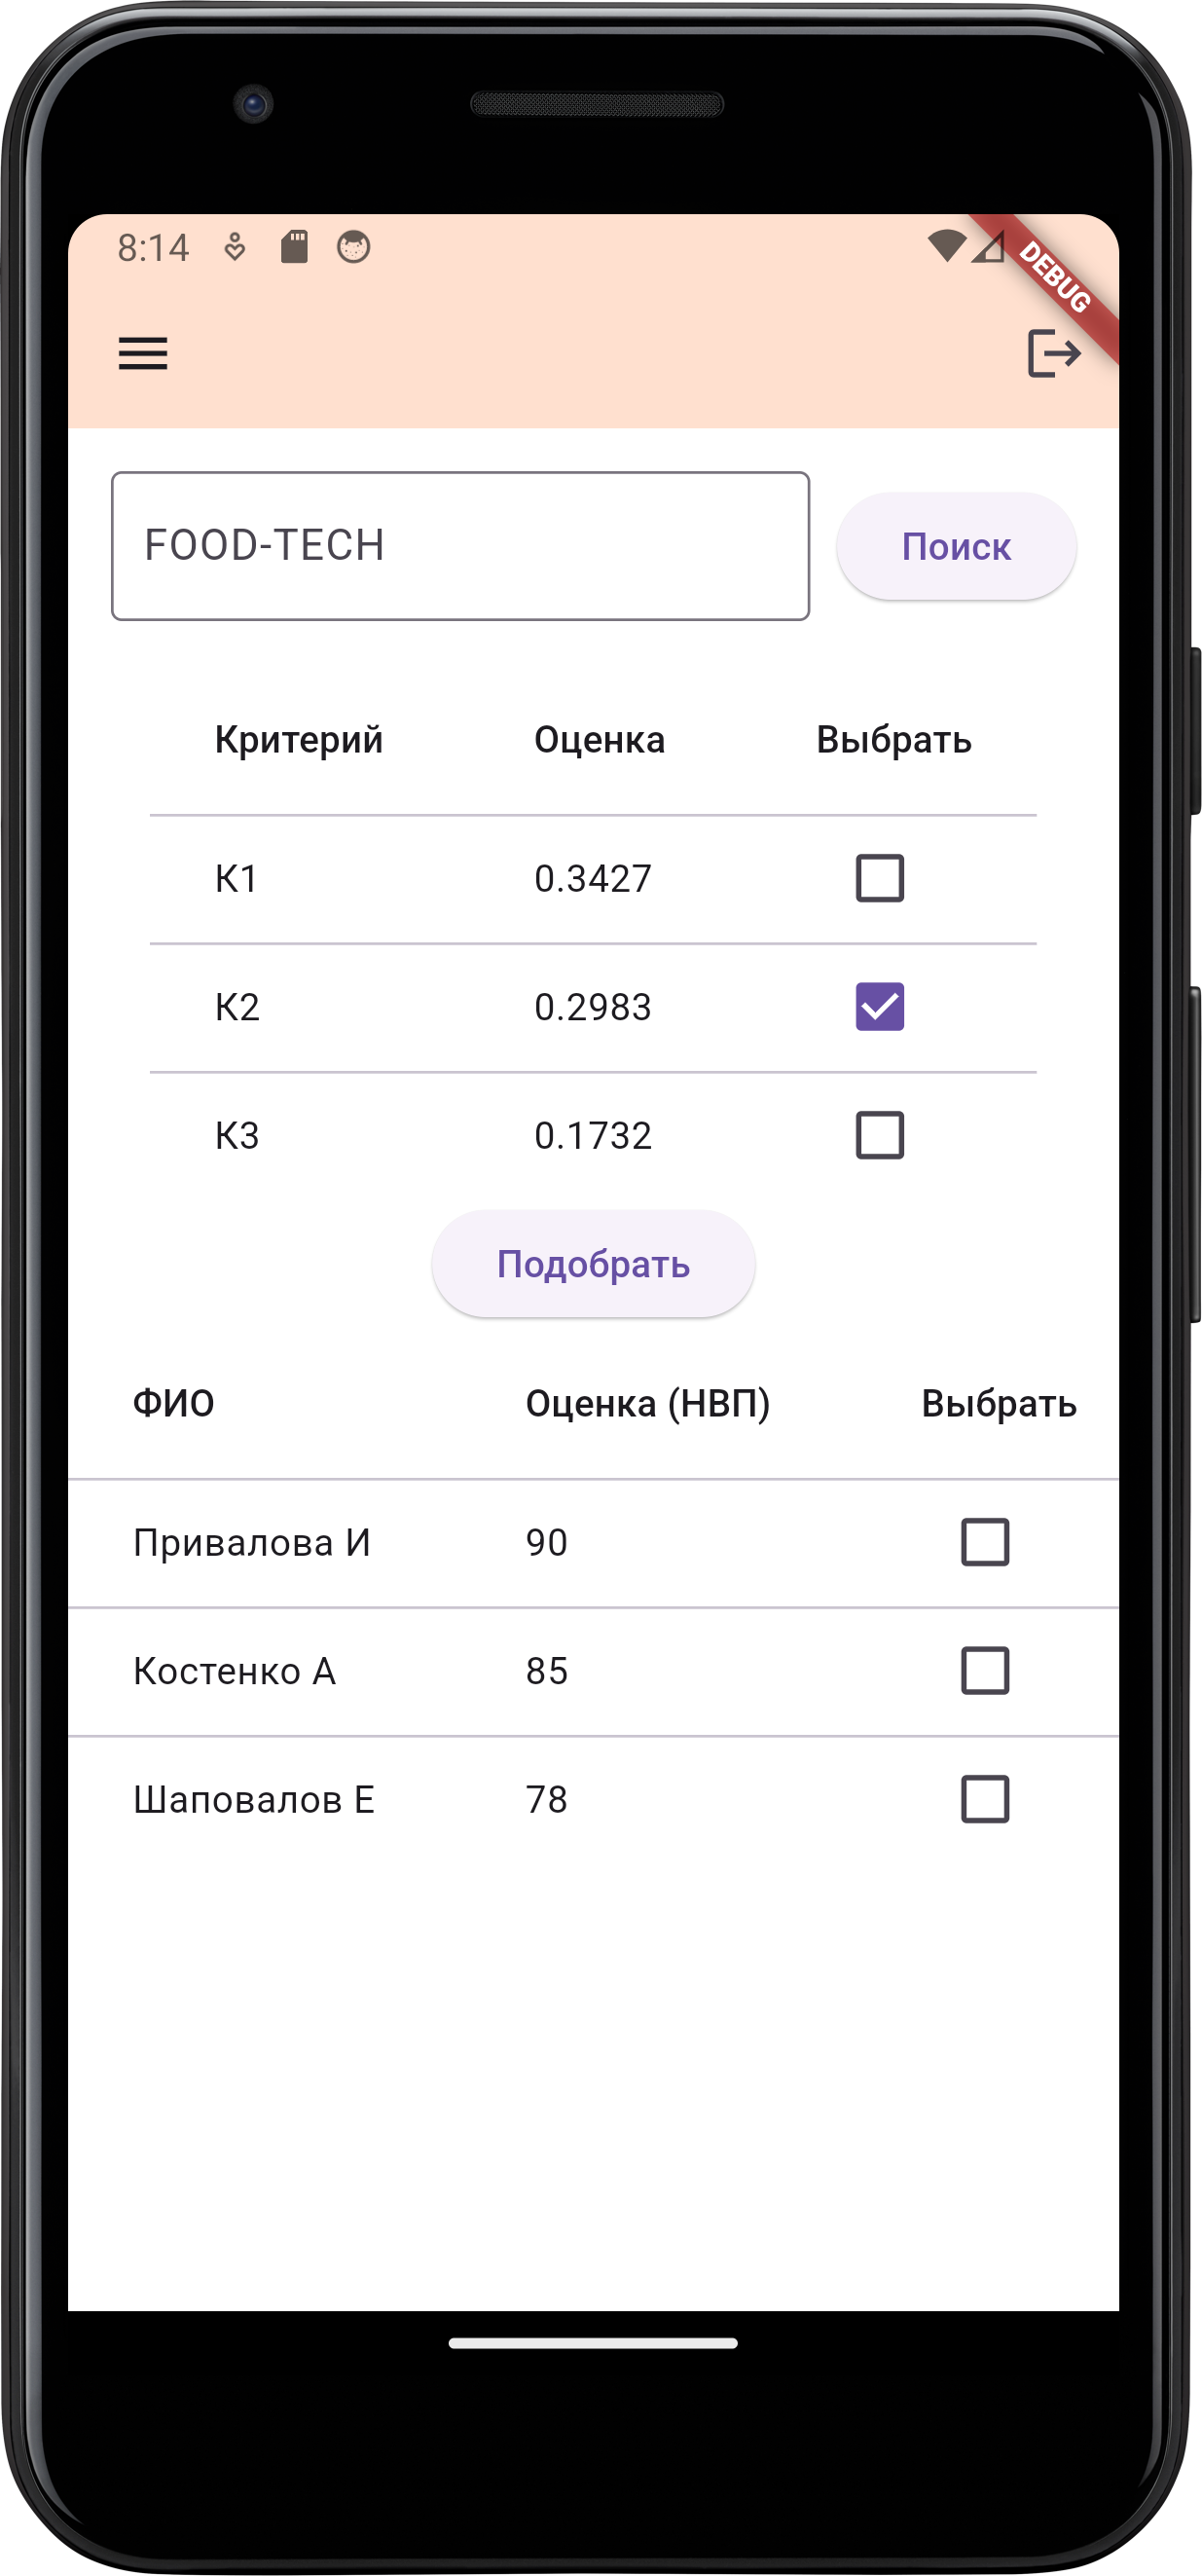 8:14
DEBUG
FOOD-TECH
Поиск
Критерий Оценка Выбрать
К1 0.3427
К2 0.2983
К3 0.1732
Подобрать
ФИО Оценка (НВП) Выбрать
Привалова И 90
Костенко А 85
Шаповалов Е 78